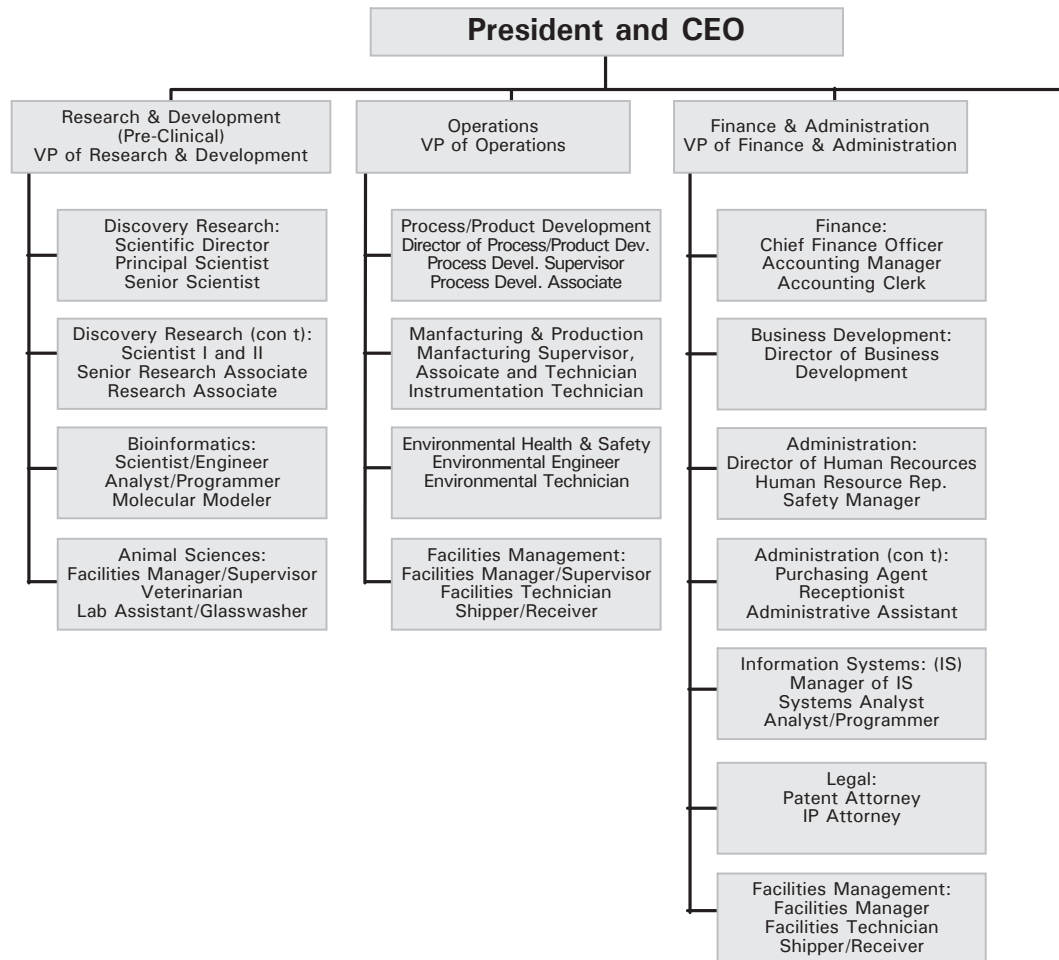 President and CEO
Research & Development
(Pre-Clinical)
VP of Research & Development
Discovery Research:
Scientific Director
Principal Scientist
Senior Scientist
Discovery Research (con t):
Scientist I and II
Senior Research Associate
Research Associate
Bioinformatics:
Scientist/Engineer
Analyst/Programmer
Molecular Modeler
Animal Sciences:
Facilities Manager/Supervisor
Veterinarian
Lab Assistant/Glasswasher
Operations
VP of Operations
Process/Product Development
Director of Process/Product Dev.
Process Devel. Supervisor
Process Devel. Associate
Manfacturing & Production
Manfacturing Supervisor,
Assoicate and Technician
Instrumentation Technician
Environmental Health & Safety
Environmental Engineer
Environmental Technician
Facilities Management:
Facilities Manager/Supervisor
Facilities Technician
Shipper/Receiver
Finance & Administration
VP of Finance & Administration
Finance:
Chief Finance Officer
Accounting Manager
Accounting Clerk
Business Development:
Director of Business
Development
Administration:
Director of Human Recources
Human Resource Rep.
Safety Manager
Administration (con t):
Purchasing Agent
Receptionist
Administrative Assistant
Information Systems: (IS)
Manager of IS
Systems Analyst
Analyst/Programmer
Legal:
Patent Attorney
IP Attorney
Facilities Management:
Facilities Manager
Facilities Technician
Shipper/Receiver